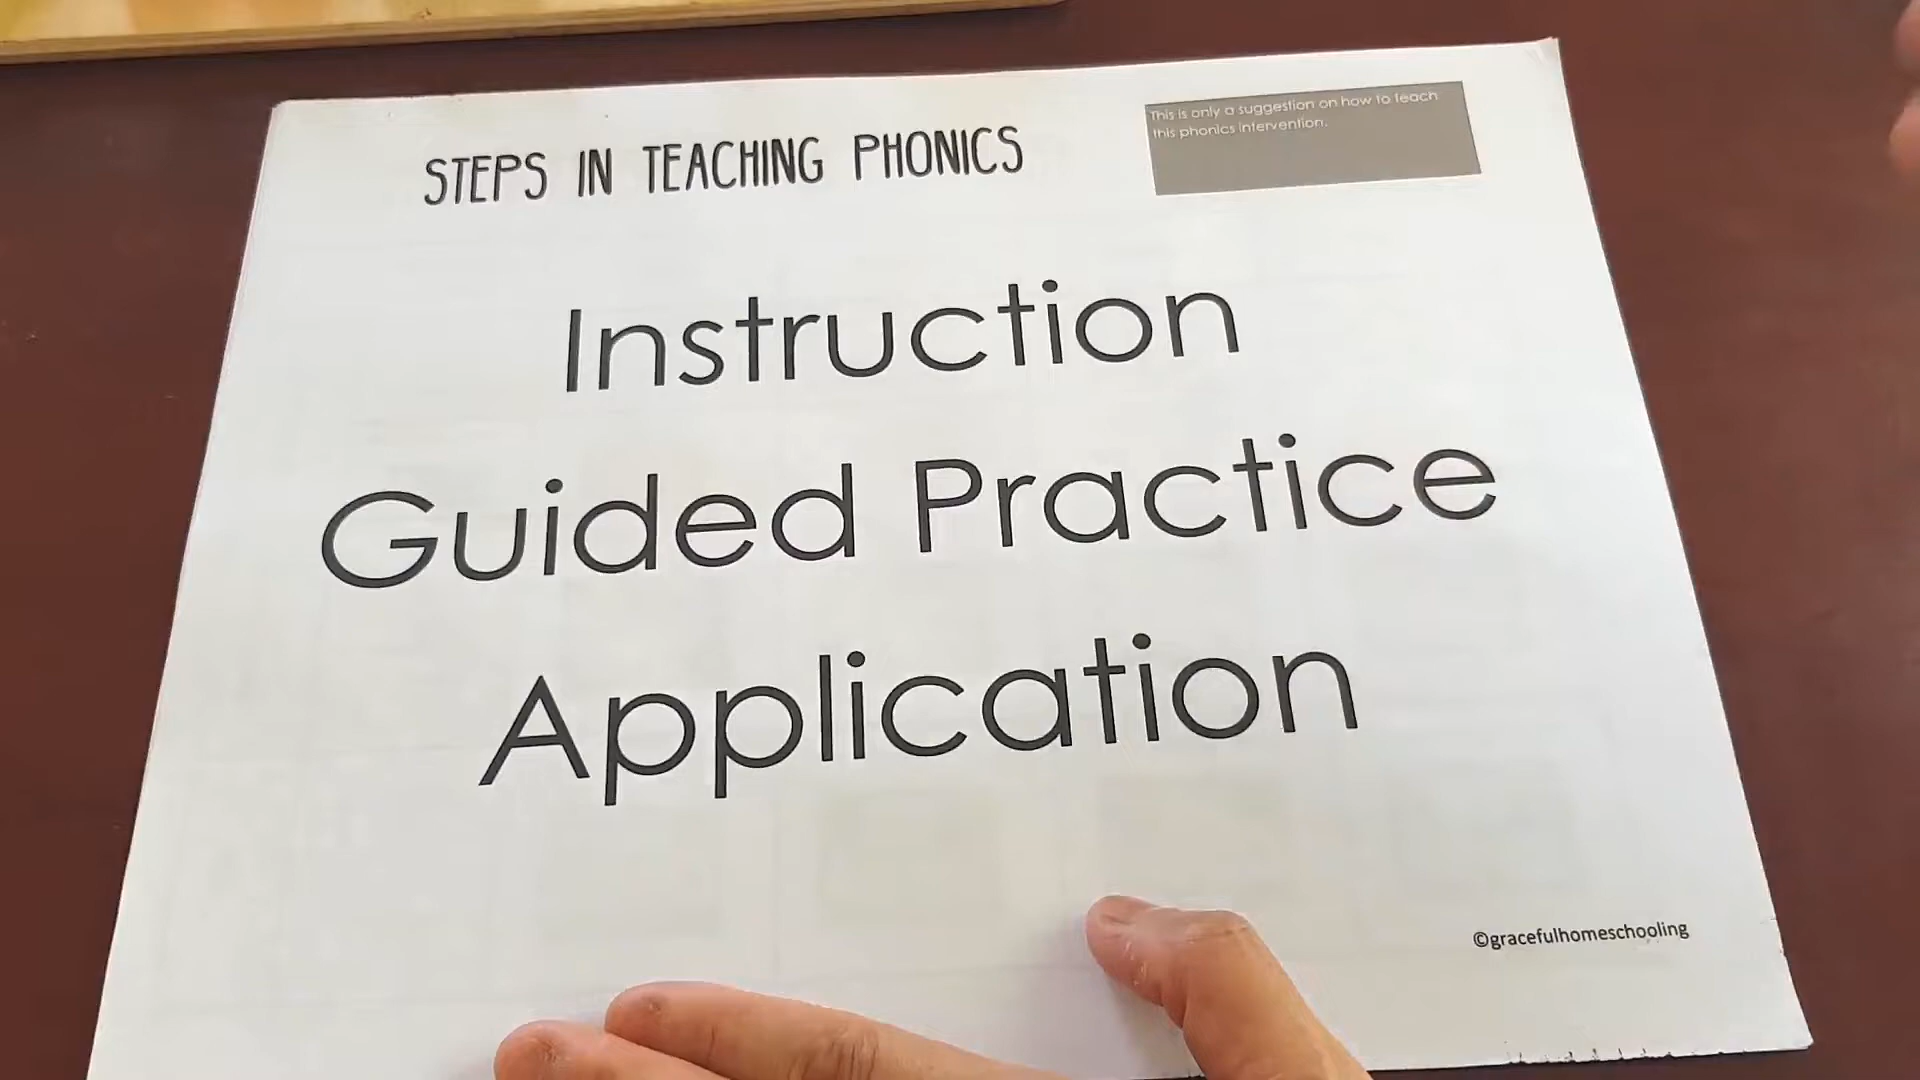 STEPS IN TEACHING PHONICS
This is only a suggestion on how to teach
this phonics intervention.
Instruction
Guided Practice
Application
©gracefulhomeschooling